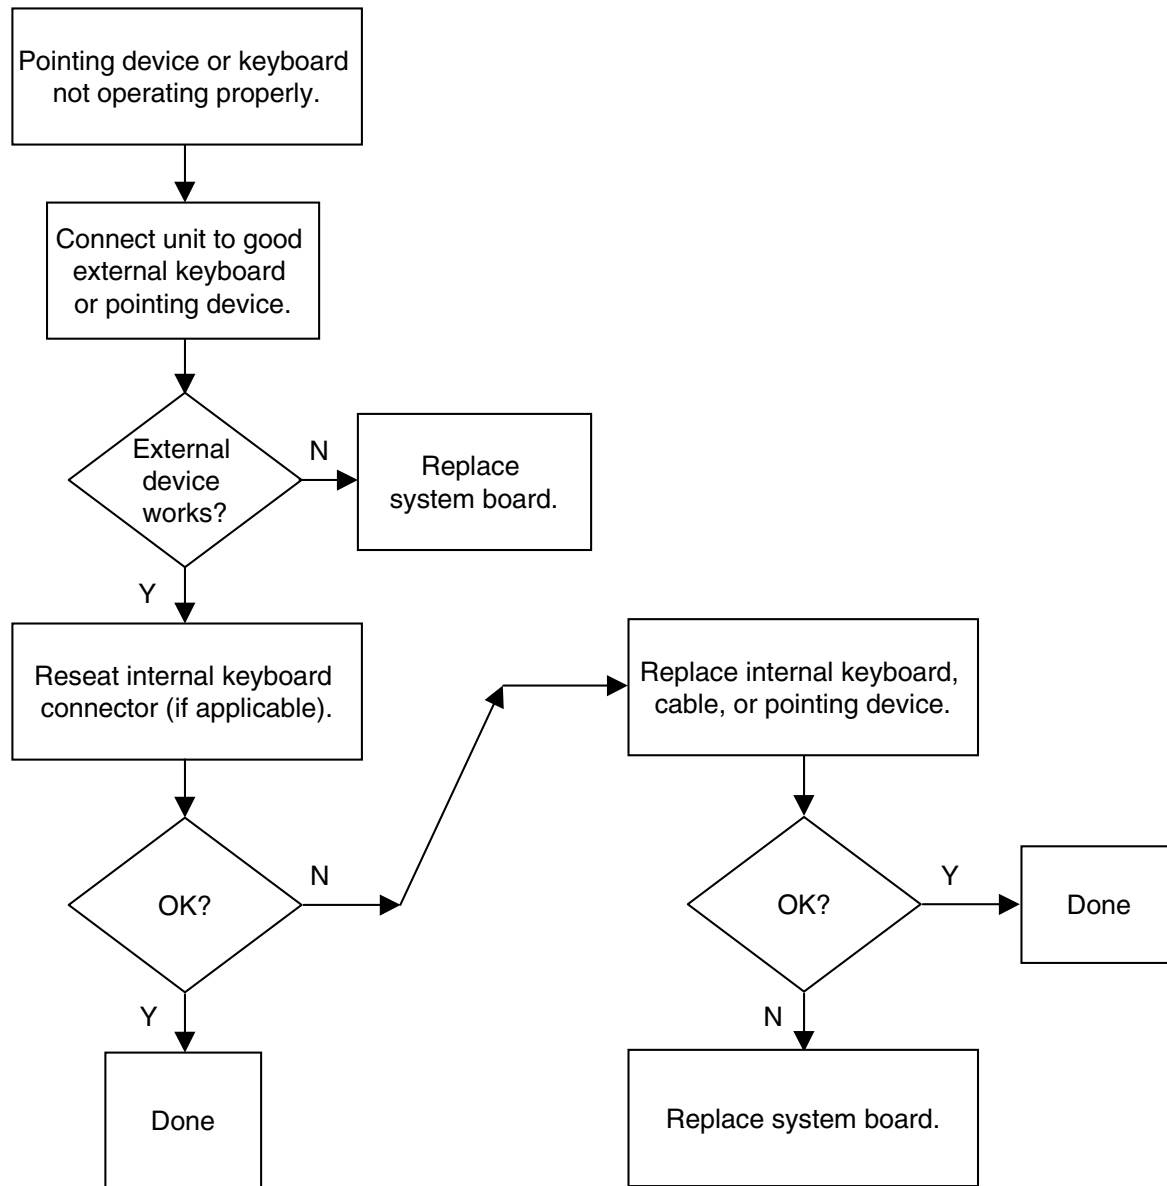 Pointing device or keyboard
not operating properly.
Connect unit to good
external keyboard
or pointing device.
External
device
works?
N
Replace
system board.
Y
Reseat internal keyboard
connector (if applicable).
OK?
N
Y
Done
Replace internal keyboard,
cable, or pointing device.
OK?
Y
Done
N
Replace system board.